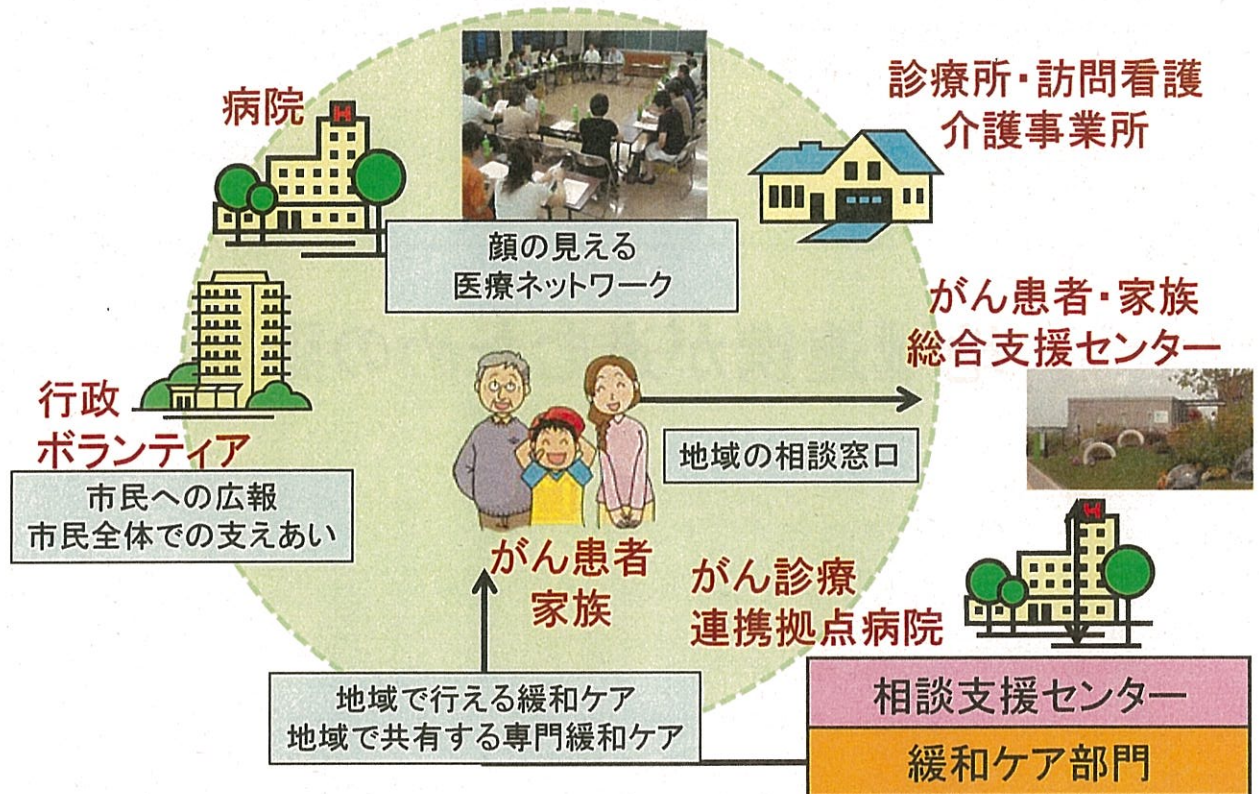 病院
診療所・訪問看護
介護事業所
顔の見える
医療ネットワーク
がん患者・家族
総合支援センター
行政
ボランティア
市民への広報
市民全体での支えあい
地域の相談窓口
がん患者
家族
がん診療
連携拠点病院
地域で行える緩和ケア
地域で共有する専門緩和ケア
相談支援センター
緩和ケア部門